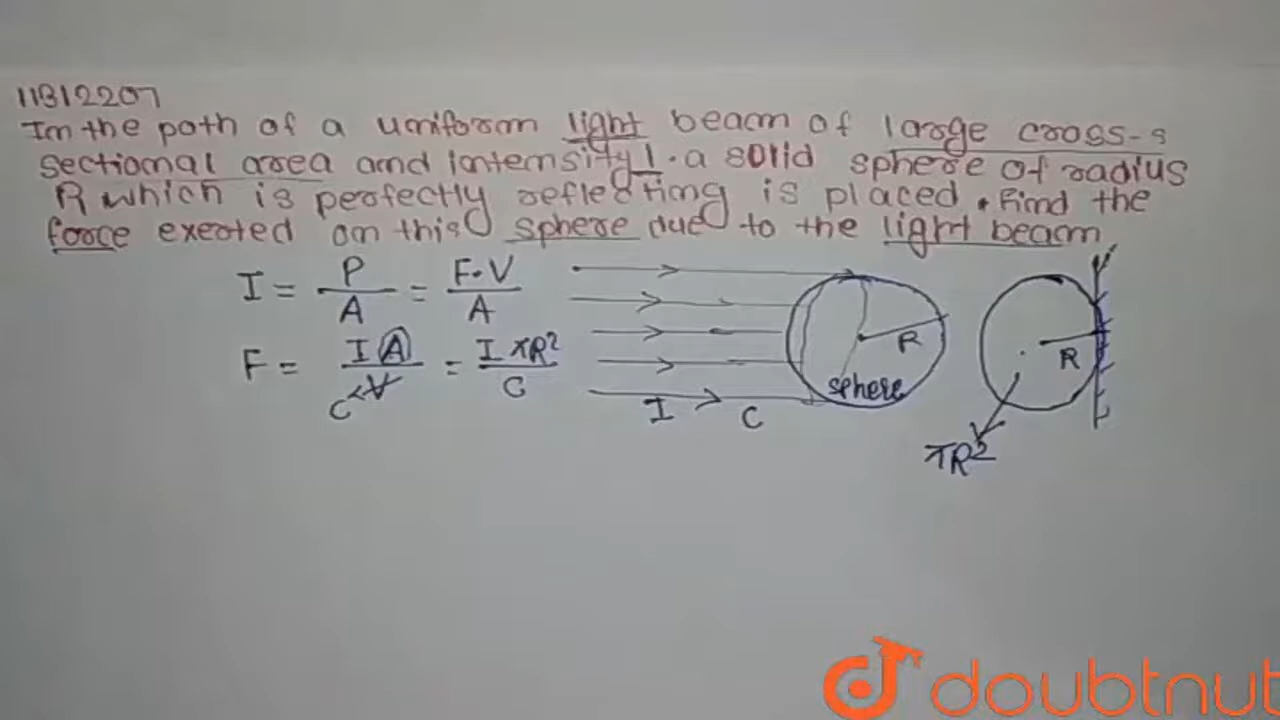 11312207
In the path of a uniform light beam of large cross-s
sectional area and intensity I. a solid sphere of radius
R which is perfectly reflecting is placed. Find the
force exerted on this sphere due to the light beam
I = P/A = F·V/A
F = IA/V = IπR²/C
C
sphere
R
I C
R
πR²
doubtnut